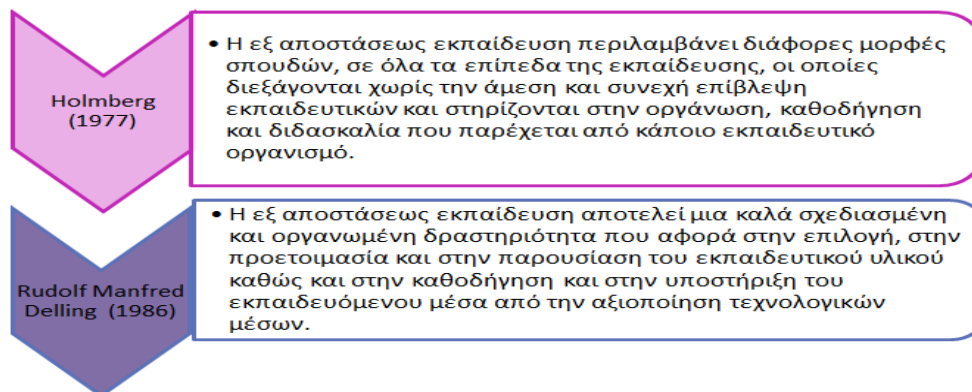 Holmberg
(1977)
• Η εξ αποστάσεως εκπαίδευση περιλαμβάνει διάφορες μορφές
σπουδών, σε όλα τα επίπεδα της εκπαίδευσης, οι οποίες
διεξάγονται χωρίς την άμεση και συνεχή επίβλεψη
εκπαιδευτικών και στηρίζονται στην οργάνωση, καθοδήγηση
και διδασκαλία που παρέχεται από κάποιο εκπαιδευτικό
οργανισμό.
Rudolf Manfred
Delling (1986)
• Η εξ αποστάσεως εκπαίδευση αποτελεί μια καλά σχεδιασμένη
και οργανωμένη δραστηριότητα που αφορά στην επιλογή, στην
προετοιμασία και στην παρουσίαση του εκπαιδευτικού υλικού
καθώς και στην καθοδήγηση και στην υποστήριξη του
εκπαιδευόμενου μέσα από την αξιοποίηση τεχνολογικών
μέσων.